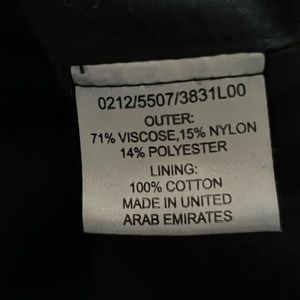 0212/5507/3831L00
OUTER:
71% VISCOSE,15% NYLON
14% POLYESTER
LINING:
100% COTTON
MADE IN UNITED
ARAB EMIRATES